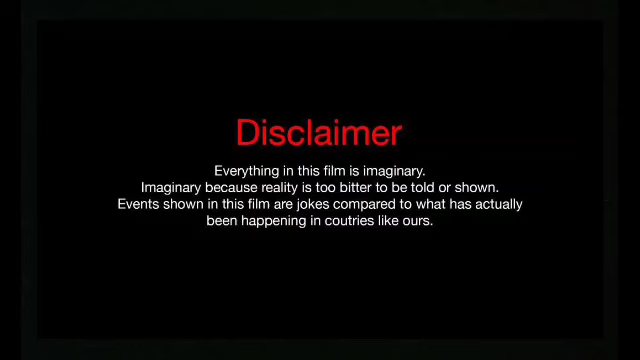 Disclaimer
Everything in this film is imaginary.
Imaginary because reality is too bitter to be told or shown.
Events shown in this film are jokes compared to what has actually
been happening in coutries like ours.